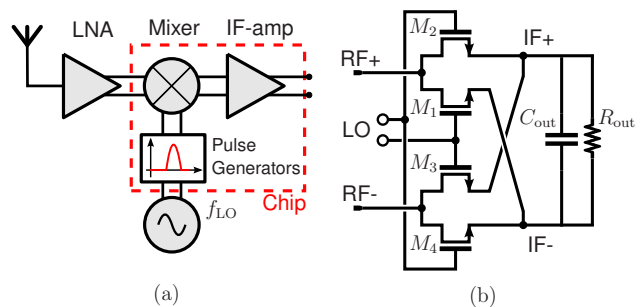 LNA
Mixer
IF-amp
Pulse
Generators
f_LO
Chip
(a)
M_2
IF+
RF+
M_1
C_out
R_out
LO
M_3
RF-
M_4
IF-
(b)